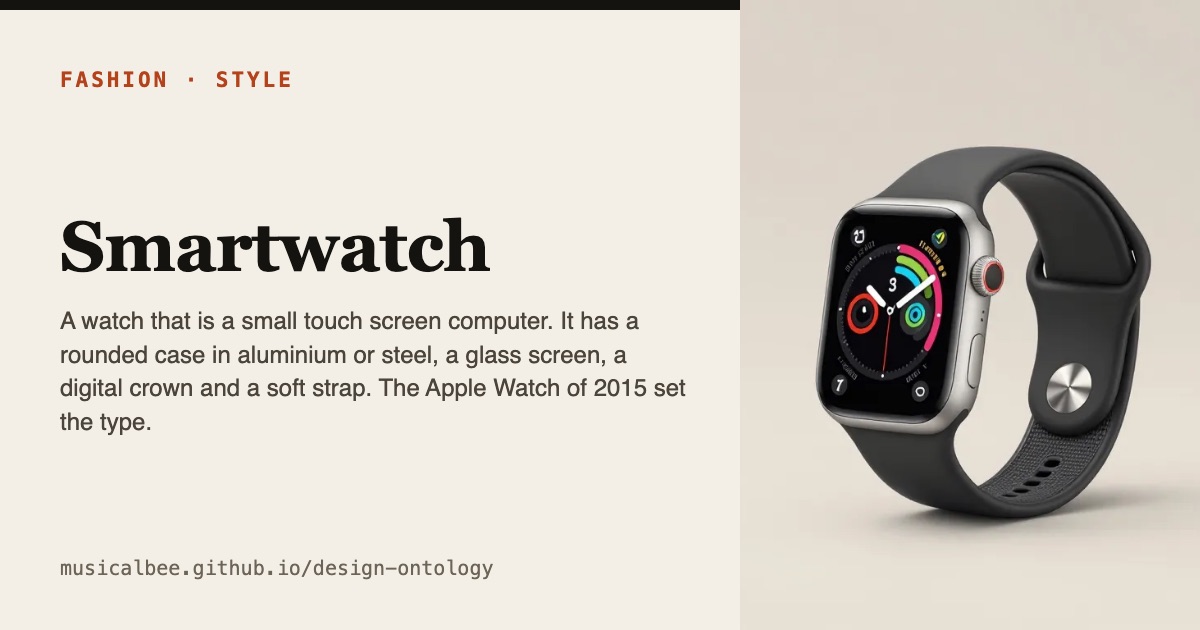 FASHION · STYLE
Smartwatch
A watch that is a small touch screen computer. It has a
rounded case in aluminium or steel, a glass screen, a
digital crown and a soft strap. The Apple Watch of 2015 set
the type.
musicalbee.github.io/design-ontology
3